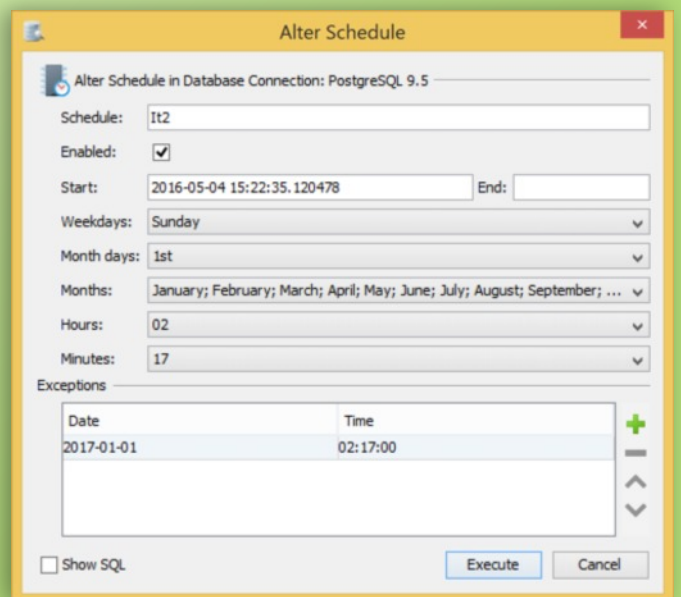 Alter Schedule
Alter Schedule in Database Connection: PostgreSQL 9.5
Schedule: It2
Enabled:
Start: 2016-05-04 15:22:35.120478 End:
Weekdays: Sunday
Month days: 1st
Months: January; February; March; April; May; June; July; August; September; ...
Hours: 02
Minutes: 17
Exceptions
Date Time
2017-01-01 02:17:00
Show SQL Execute Cancel